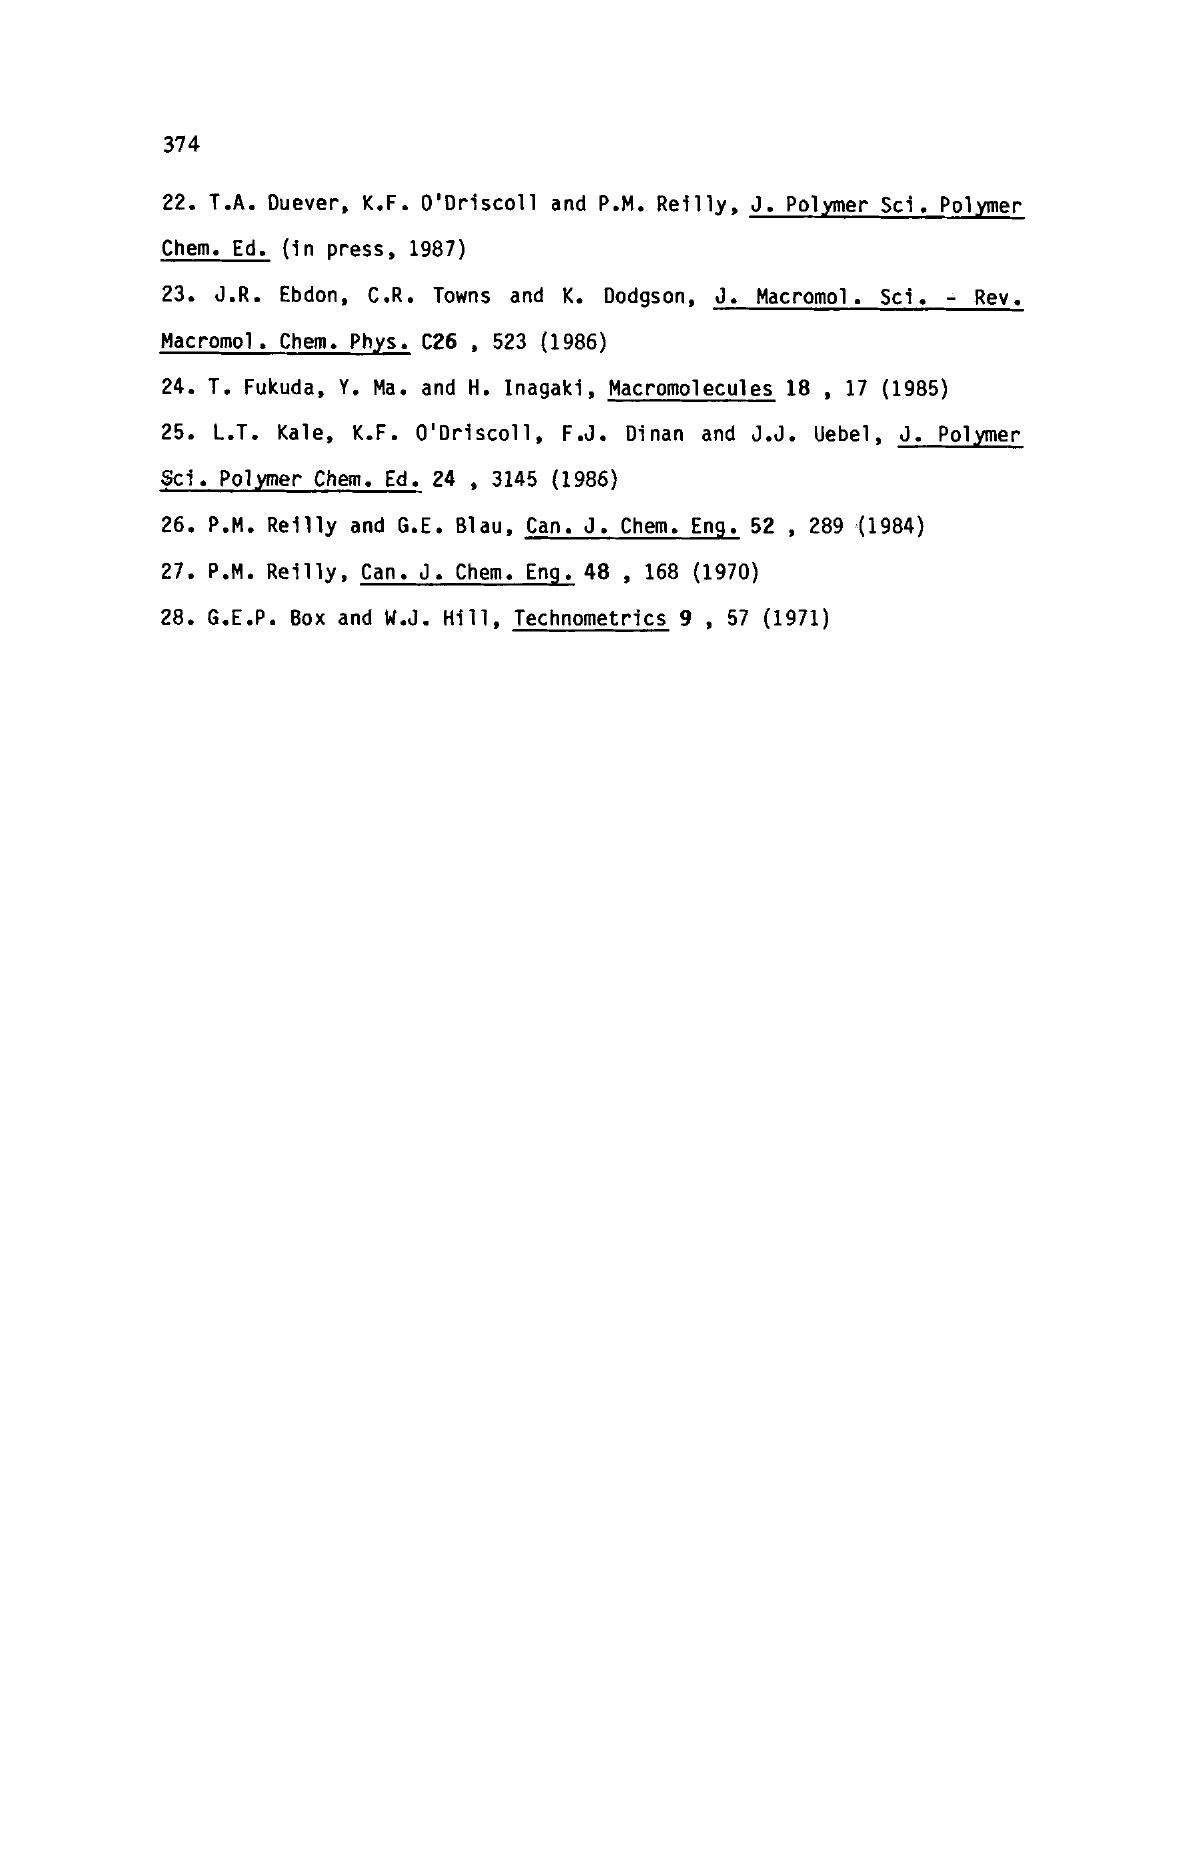 374
22. T.A. Duever, K.F. O'Driscoll and P.M. Reilly, J. Polymer Sci. Polymer
Chem. Ed. (in press, 1987)
23. J.R. Ebdon, C.R. Towns and K. Dodgson, J. Macromol. Sci. - Rev.
Macromol. Chem. Phys. C26 , 523 (1986)
24. T. Fukuda, Y. Ma. and H. Inagaki, Macromolecules 18 , 17 (1985)
25. L.T. Kale, K.F. O'Driscoll, F.J. Dinan and J.J. Uebel, J. Polymer
Sci. Polymer Chem. Ed. 24 , 3145 (1986)
26. P.M. Reilly and G.E. Blau, Can. J. Chem. Eng. 52 , 289 (1984)
27. P.M. Reilly, Can. J. Chem. Eng. 48 , 168 (1970)
28. G.E.P. Box and W.J. Hill, Technometrics 9 , 57 (1971)